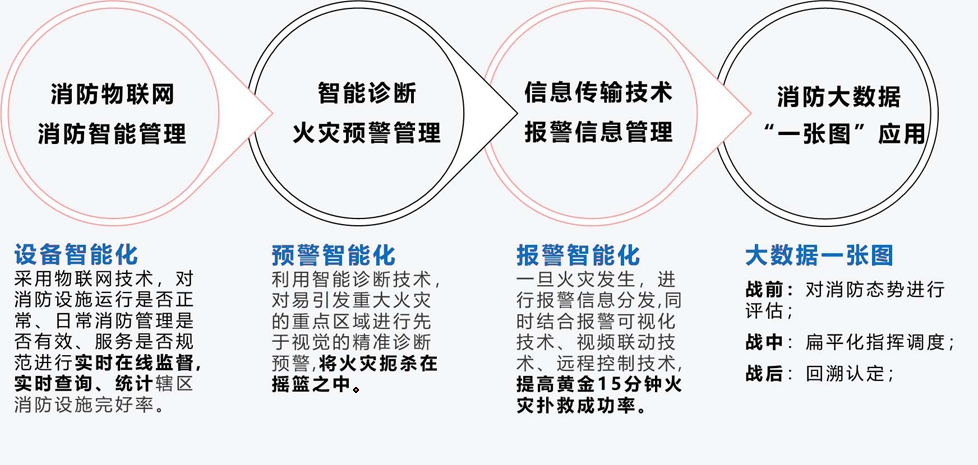 消防物联网
消防智能管理
智能诊断
火灾预警管理
信息传输技术
报警信息管理
消防大数据
“一张图”应用
设备智能化
采用物联网技术，对
消防设施运行是否正
常、日常消防管理是
否有效、服务是否规
范进行实时在线监督,
实时查询、统计辖区
消防设施完好率。
预警智能化
利用智能诊断技术，
对易引发重大火灾
的重点区域进行先
于视觉的精准诊断
预警,将火灾扼杀在
摇篮之中。
报警智能化
一旦火灾发生，进
行报警信息分发,同
时结合报警可视化
技术、视频联动技
术、远程控制技术，
提高黄金15分钟火
灾扑救成功率。
大数据一张图
战前：对消防态势进行
评估；
战中：扁平化指挥调度；
战后：回溯认定；